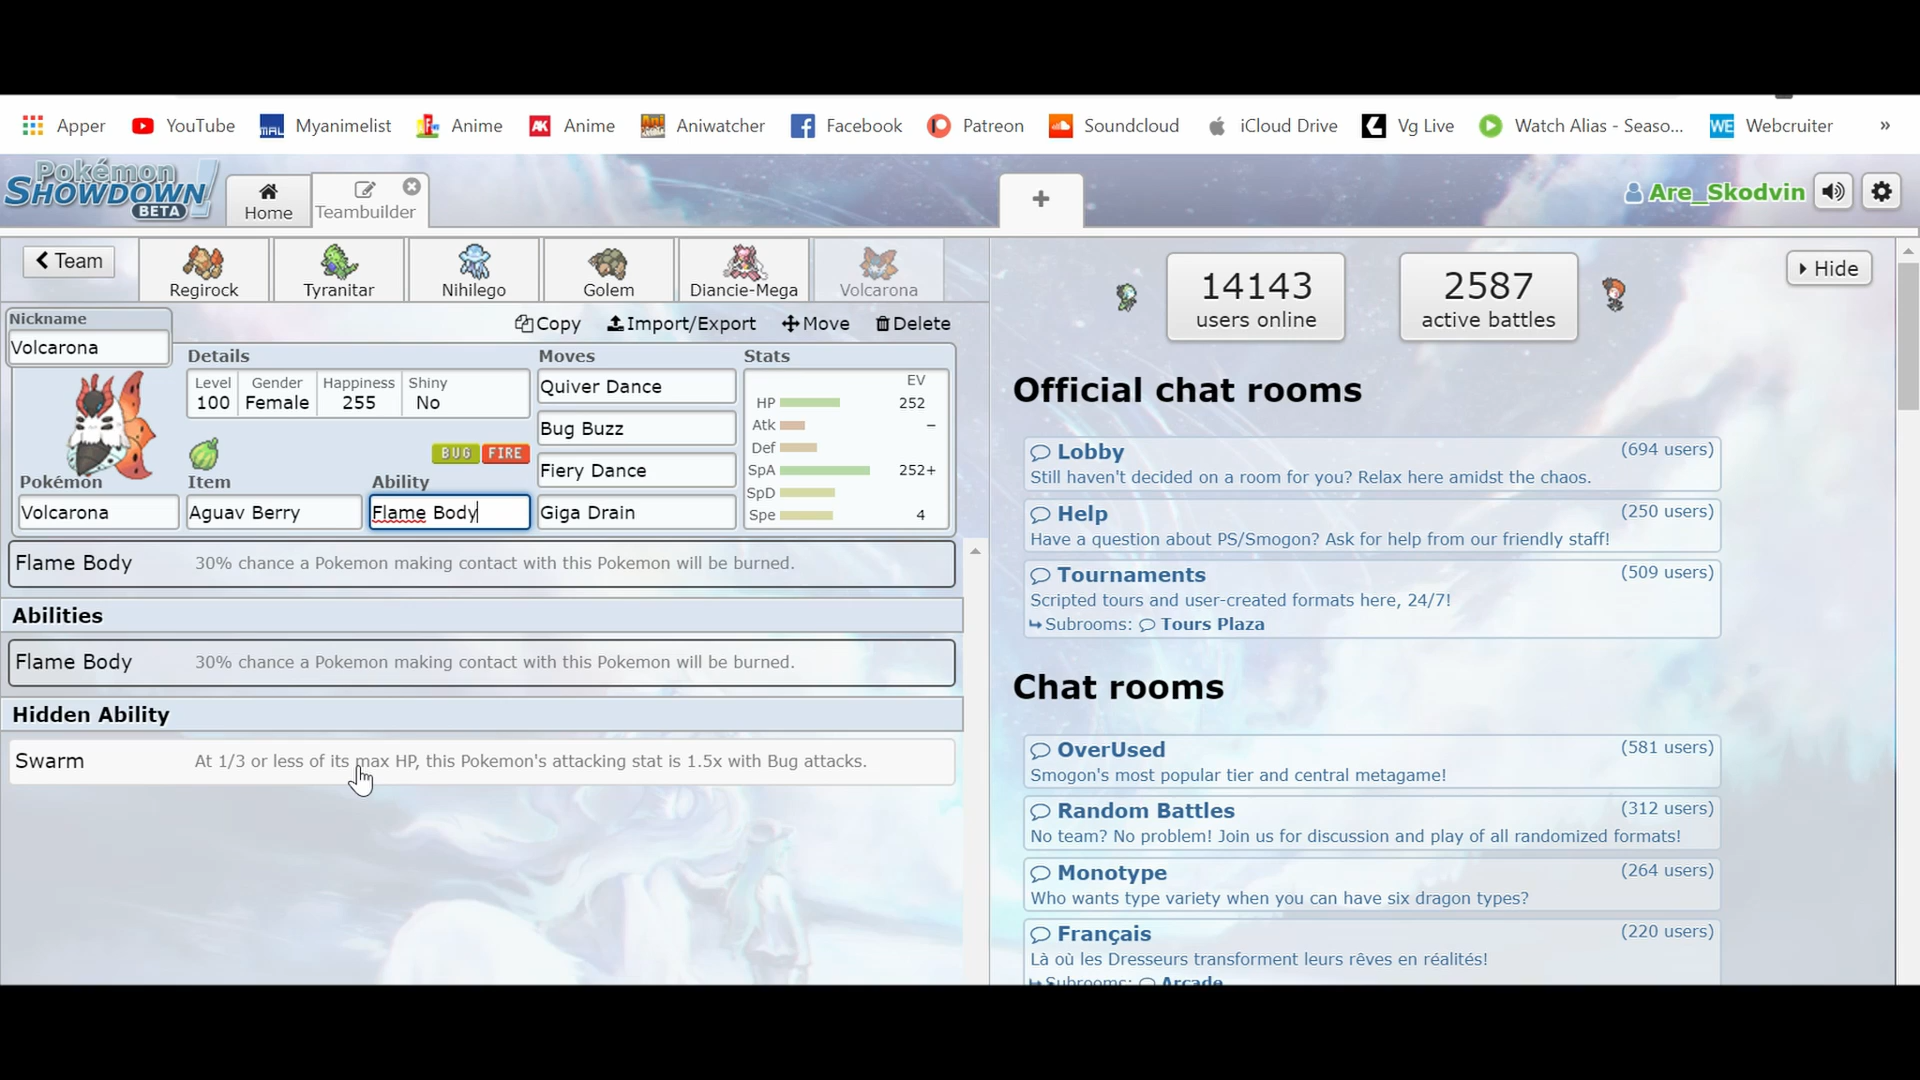 Apper YouTube MAL Myanimelist Anime AK Anime Aniwatcher Facebook Patreon Soundcloud iCloud Drive Vg Live Watch Alias - Seaso... WE Webcruiter »
Pokémon
SHOWDOWN!
BETA
Home
Teambuilder
+
Are_Skodvin
Team
Regirock
Tyranitar
Nihilego
Golem
Diancie-Mega
Volcarona
Nickname
Volcarona
Copy Import/Export Move Delete
Details
Level Gender Happiness Shiny
100 Female 255 No
BUG FIRE
Pokémon Item Ability
Volcarona Aguav Berry Flame Body
Moves
Quiver Dance
Bug Buzz
Fiery Dance
Giga Drain
Stats
EV
HP 252
Atk –
Def
SpA 252+
SpD
Spe 4
Flame Body 30% chance a Pokemon making contact with this Pokemon will be burned.
Abilities
Flame Body 30% chance a Pokemon making contact with this Pokemon will be burned.
Hidden Ability
Swarm At 1/3 or less of its max HP, this Pokemon's attacking stat is 1.5x with Bug attacks.
14143
users online
2587
active battles
Hide
Official chat rooms
Lobby (694 users)
Still haven't decided on a room for you? Relax here amidst the chaos.
Help (250 users)
Have a question about PS/Smogon? Ask for help from our friendly staff!
Tournaments (509 users)
Scripted tours and user-created formats here, 24/7!
↳Subrooms: Tours Plaza
Chat rooms
OverUsed (581 users)
Smogon's most popular tier and central metagame!
Random Battles (312 users)
No team? No problem! Join us for discussion and play of all randomized formats!
Monotype (264 users)
Who wants type variety when you can have six dragon types?
Français (220 users)
Là où les Dresseurs transforment leurs rêves en réalités!
↳Subrooms: Arcade